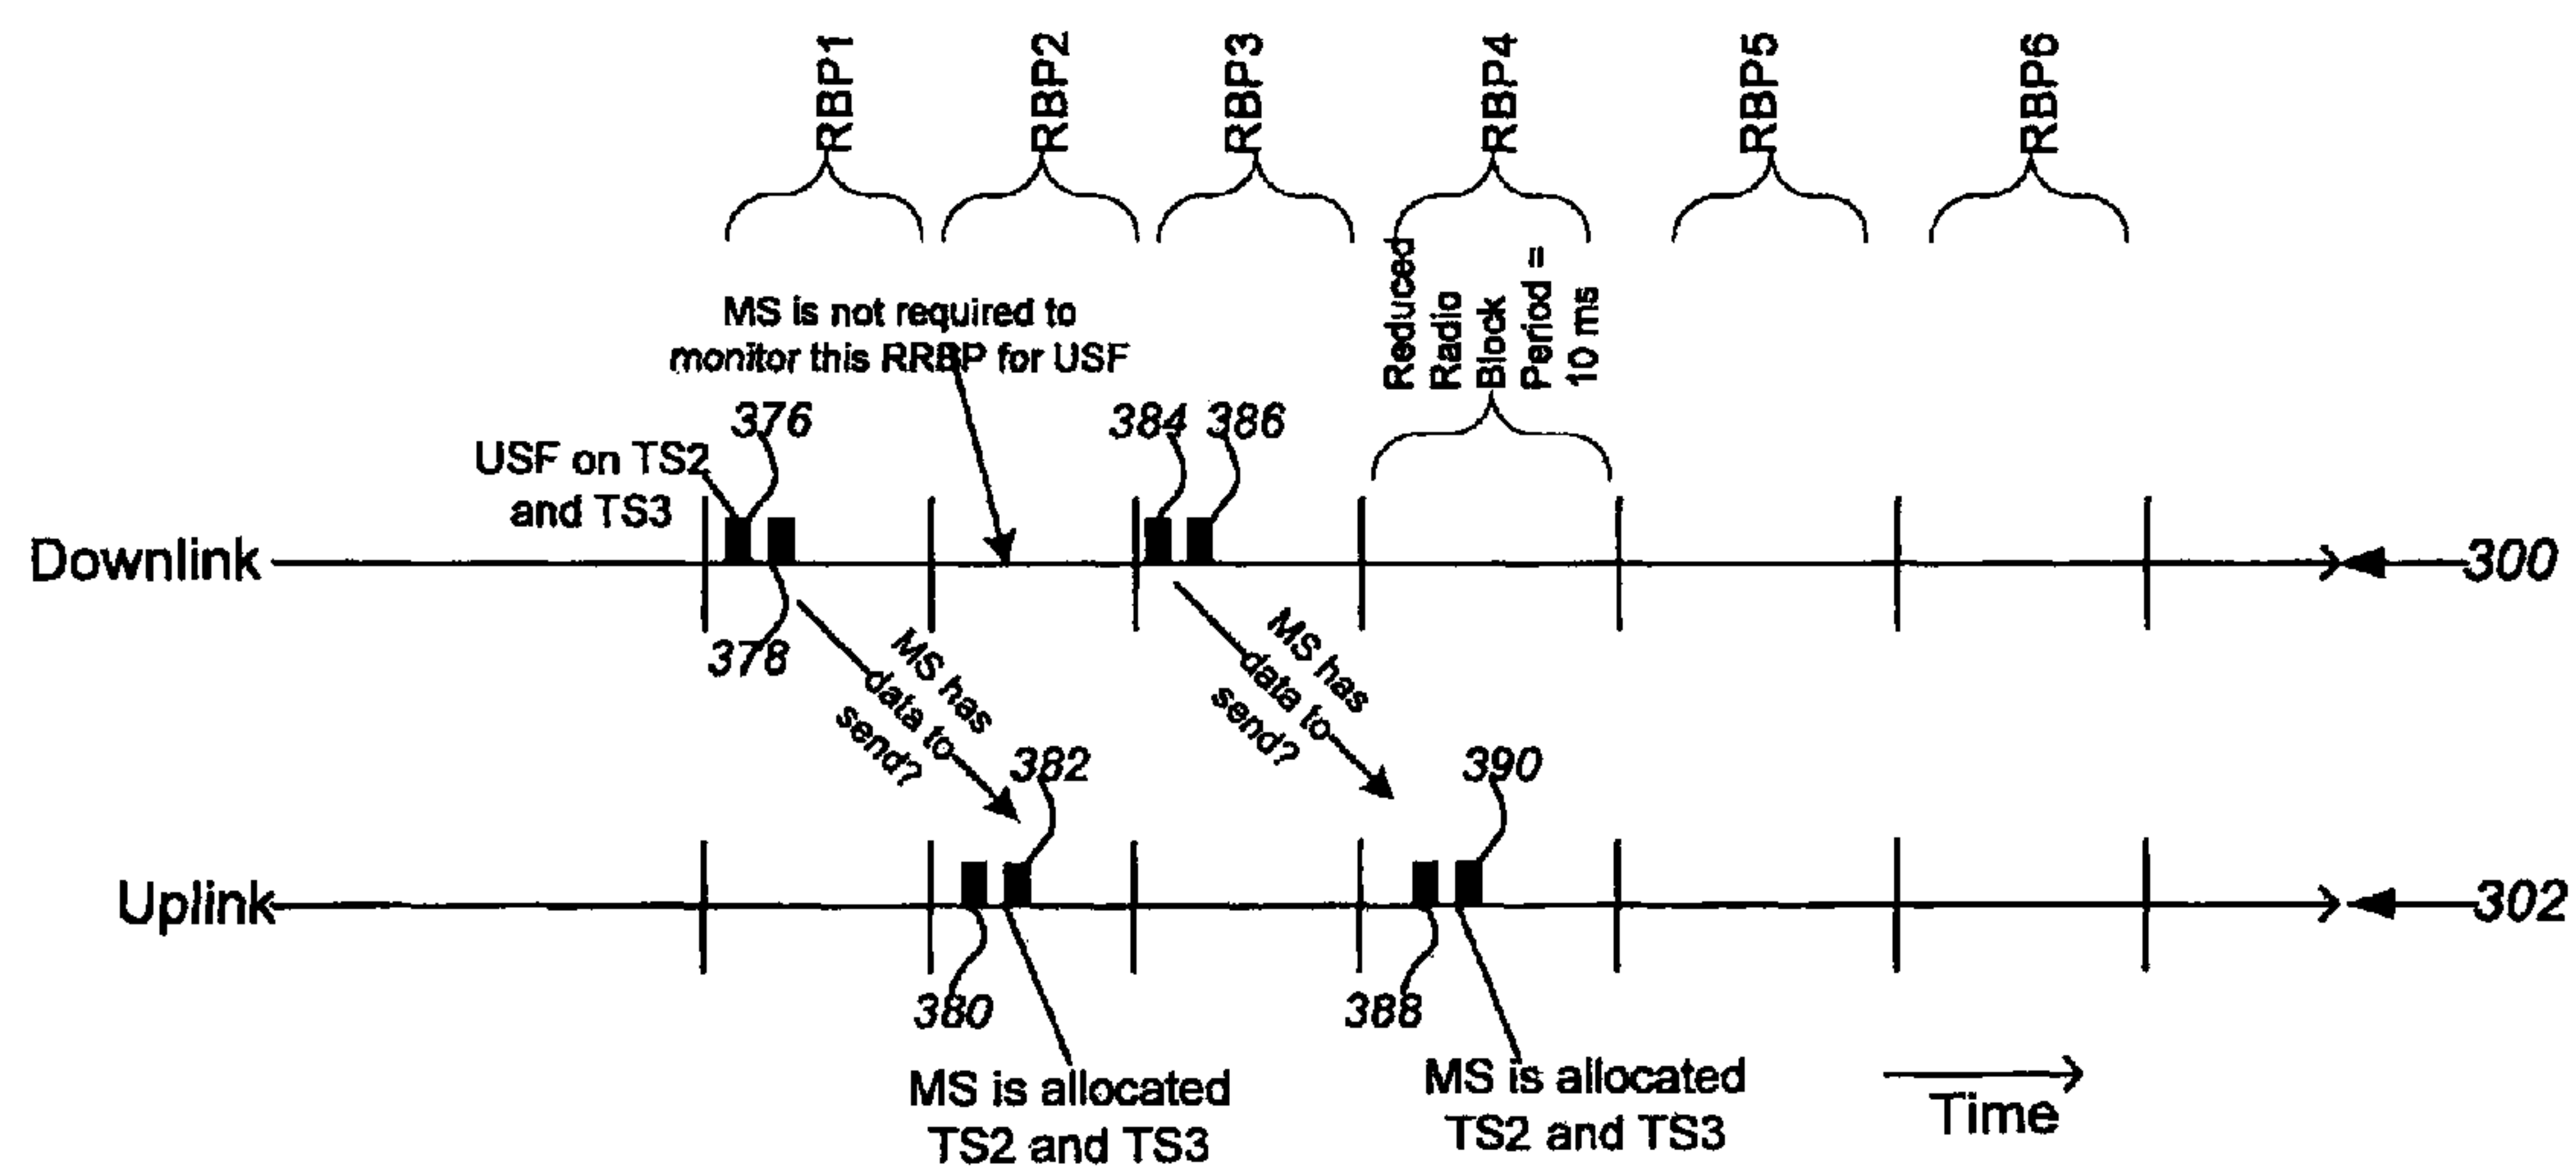 RBP1
RBP2
RBP3
RBP4
RBP5
RBP6
MS is not required to
monitor this RRBP for USF
Reduced
Radio
Block
Period =
10 ms
376
384
386
USF on TS2
and TS3
Downlink
300
378
MS has
data to
send?
MS has
data to
send?
382
390
Uplink
302
380
388
MS is allocated
TS2 and TS3
MS is allocated
TS2 and TS3
Time